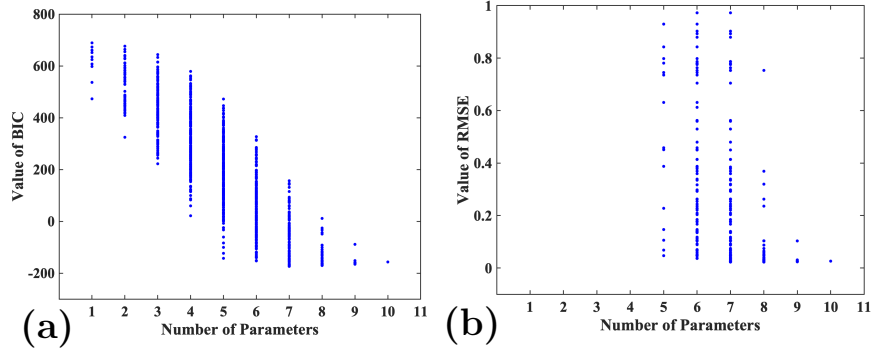 800
600
400
200
0
-200
Value of BIC
1 2 3 4 5 6 7 8 9 10 11
Number of Parameters
(a)
1
0.8
0.6
0.4
0.2
0
Value of RMSE
1 2 3 4 5 6 7 8 9 10 11
Number of Parameters
(b)